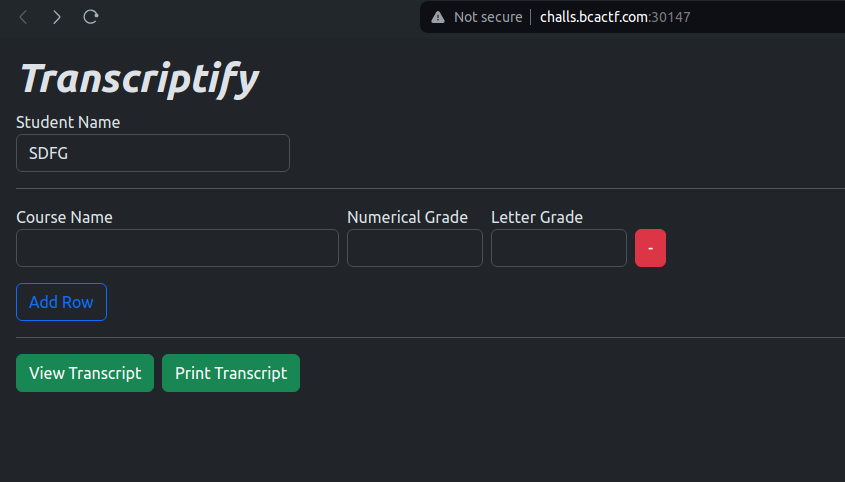 Not secure challs.bcactf.com:30147
Transcriptify
Student Name
SDFG
Course Name Numerical Grade Letter Grade
-
Add Row
View Transcript Print Transcript